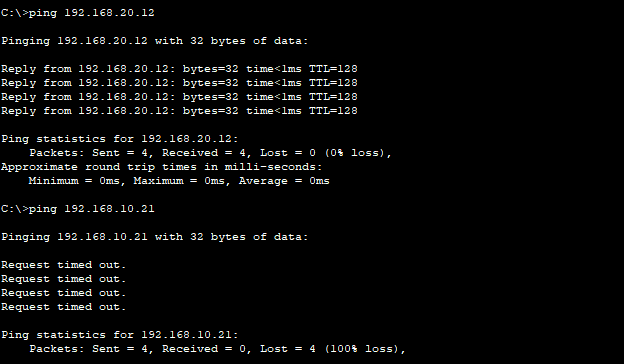 C:\>ping 192.168.20.12
Pinging 192.168.20.12 with 32 bytes of data:
Reply from 192.168.20.12: bytes=32 time<1ms TTL=128
Reply from 192.168.20.12: bytes=32 time<1ms TTL=128
Reply from 192.168.20.12: bytes=32 time<1ms TTL=128
Reply from 192.168.20.12: bytes=32 time<1ms TTL=128
Ping statistics for 192.168.20.12:
    Packets: Sent = 4, Received = 4, Lost = 0 (0% loss),
Approximate round trip times in milli-seconds:
    Minimum = 0ms, Maximum = 0ms, Average = 0ms
C:\>ping 192.168.10.21
Pinging 192.168.10.21 with 32 bytes of data:
Request timed out.
Request timed out.
Request timed out.
Request timed out.
Ping statistics for 192.168.10.21:
    Packets: Sent = 4, Received = 0, Lost = 4 (100% loss),